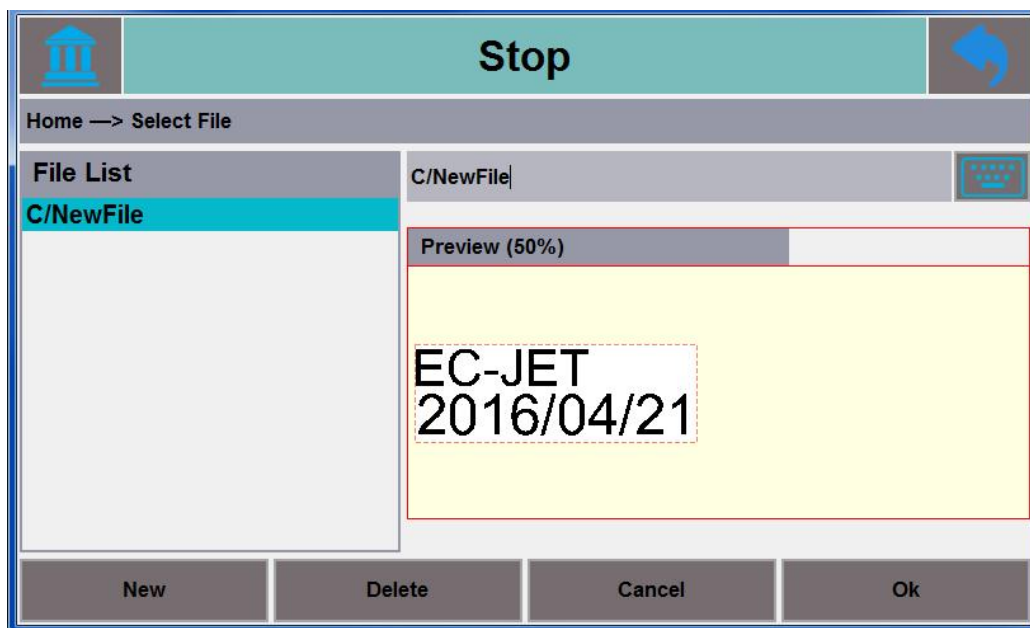 Stop
Home —> Select File
File List
C/NewFile
C/NewFile
Preview (50%)
EC-JET
2016/04/21
New
Delete
Cancel
Ok